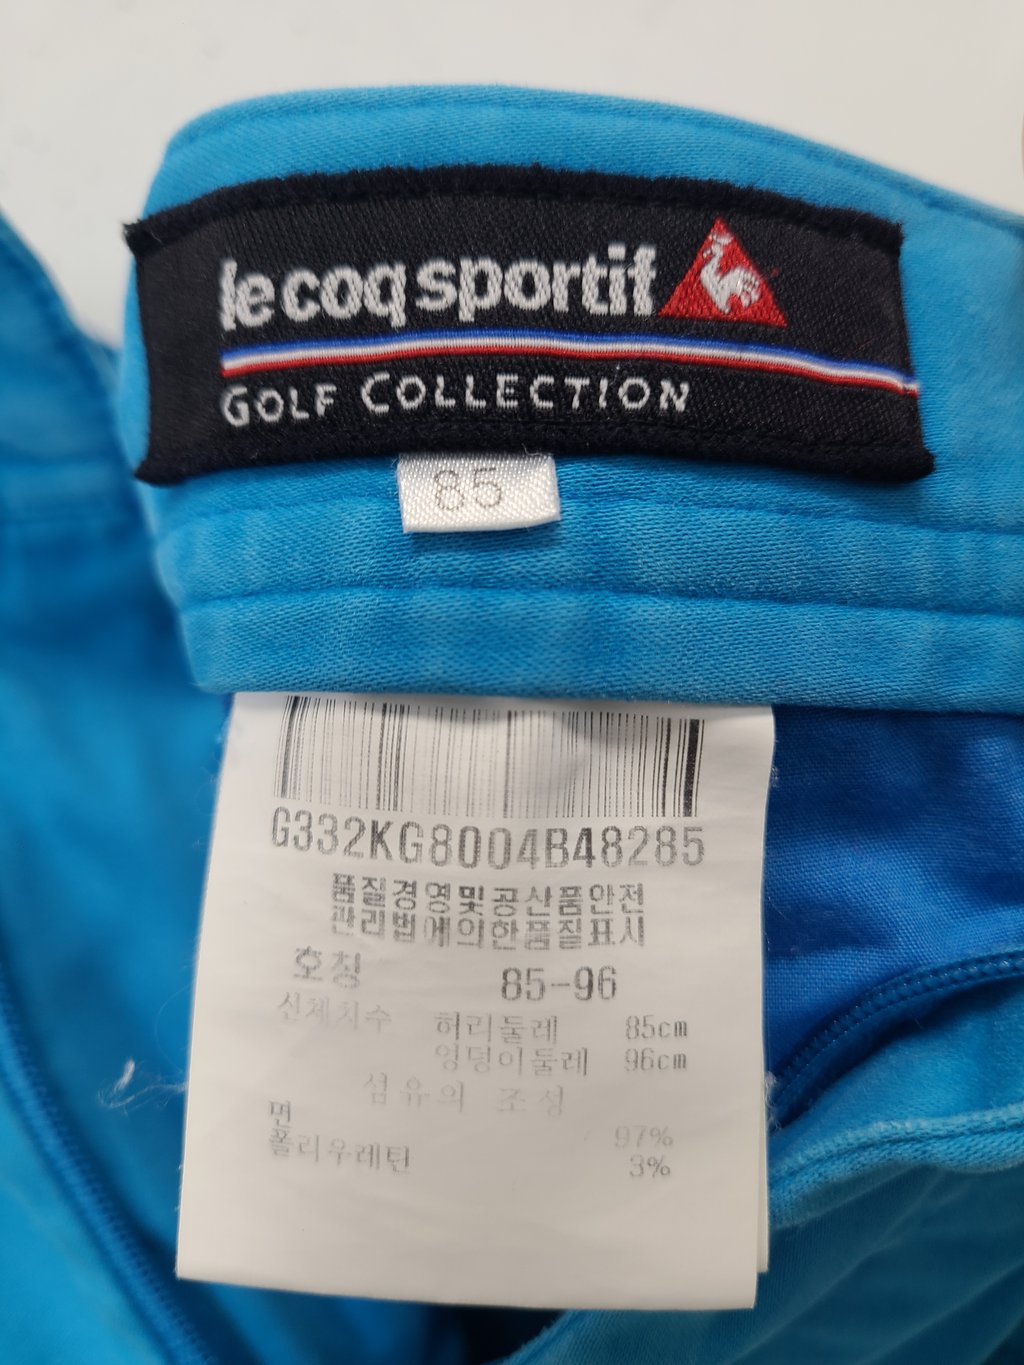 le coq sportif
GOLF COLLECTION
85
G332KG8004B48285
품질경영및공산품안전
관리법에의한품질표시
호칭 85-96
신체치수 허리둘레 85cm
엉덩이둘레 96cm
섬유의 조성
면 97%
폴리우레탄 3%